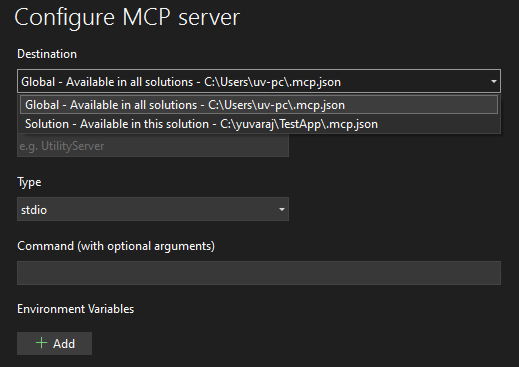 Configure MCP server
Destination
Global - Available in all solutions - C:\Users\uv-pc\.mcp.json
Global - Available in all solutions - C:\Users\uv-pc\.mcp.json
Solution - Available in this solution - C:\yuvaraj\TestApp\.mcp.json
e.g. UtilityServer
Type
stdio
Command (with optional arguments)
Environment Variables
+ Add